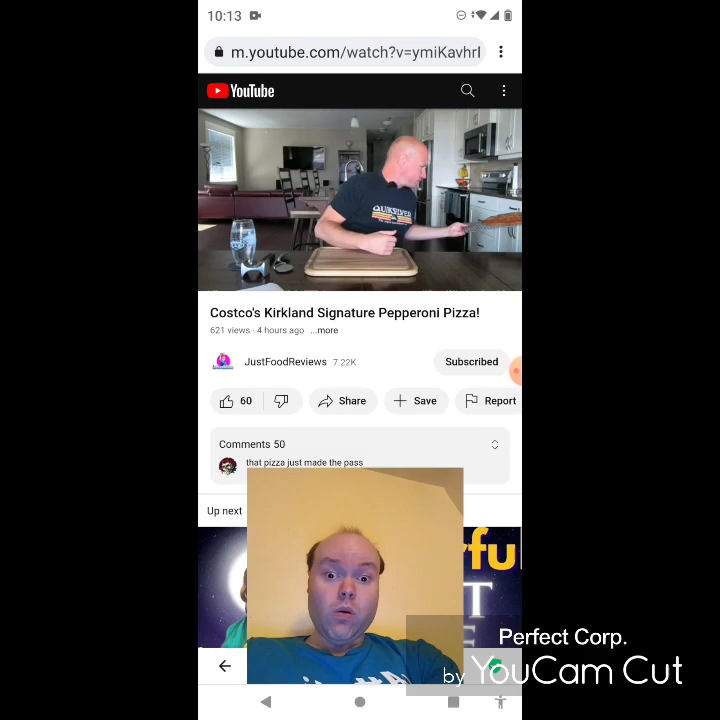 10:13
m.youtube.com/watch?v=ymiKavhrl
YouTube
QUIKSILVER
Costco's Kirkland Signature Pepperoni Pizza!
621 views · 4 hours ago ...more
JustFoodReviews 7.22K
Subscribed
60 Share Save Report
Comments 50
that pizza just made the pass
Up next
rful
T
Perfect Corp.
by YouCam Cut